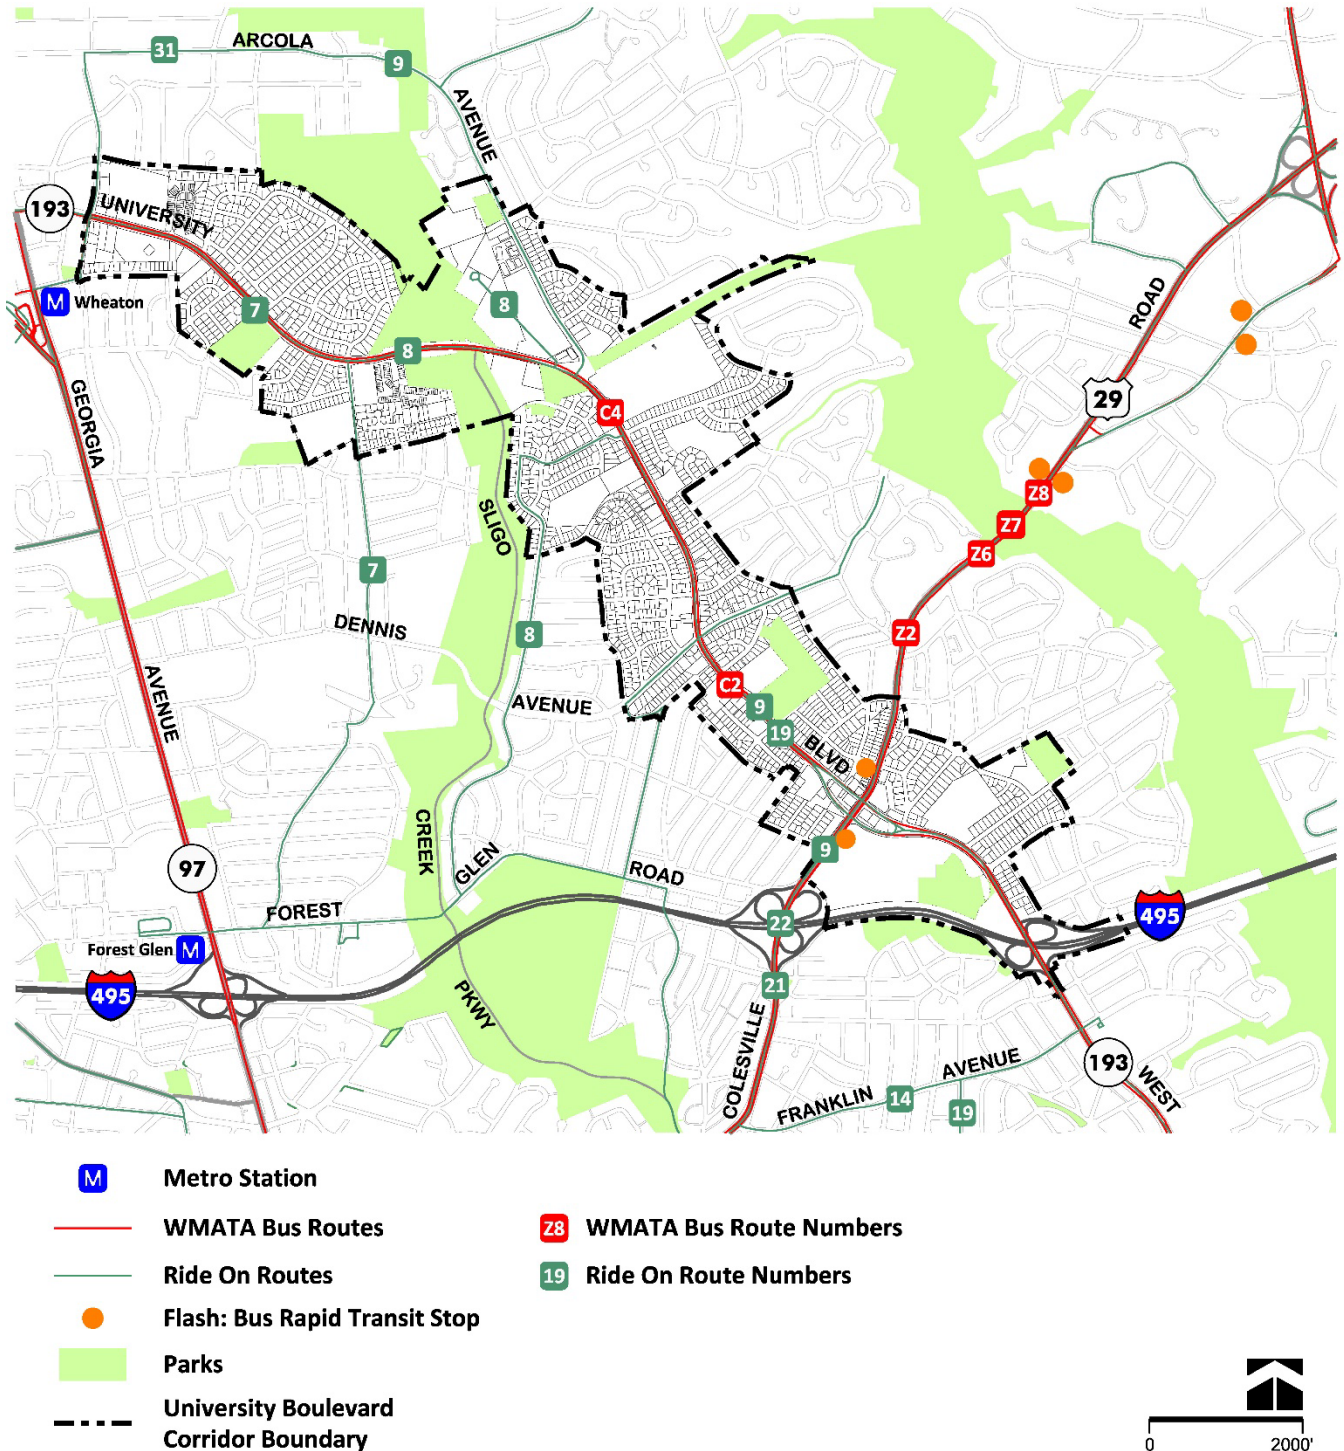 31
ARCOLA
9
AVENUE
193
UNIVERSITY
M Wheaton
7
8
8
C4
ROAD
29
GEORGIA
Z8
Z7
Z6
SLIGO
7
DENNIS
8
Z2
AVENUE
AVENUE
C2
9
19
BLVD
CREEK
GLEN
ROAD
9
97
FOREST
22
495
Forest Glen M
495
21
PKWY
COLESVILLE
FRANKLIN
14
AVENUE
19
193
WEST
M Metro Station
WMATA Bus Routes
Z8 WMATA Bus Route Numbers
Ride On Routes
19 Ride On Route Numbers
Flash: Bus Rapid Transit Stop
Parks
University Boulevard
Corridor Boundary
0 2000'